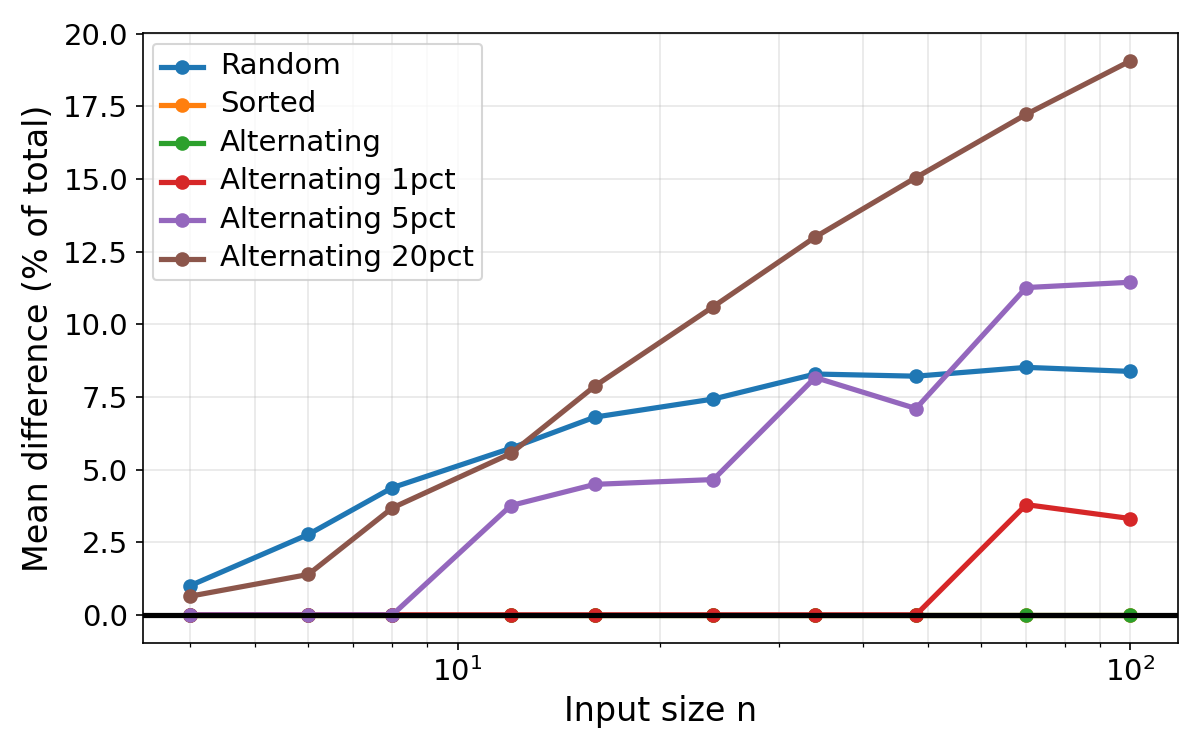 20.0
17.5
15.0
12.5
10.0
7.5
5.0
2.5
0.0
Mean difference (% of total)
Random
Sorted
Alternating
Alternating 1pct
Alternating 5pct
Alternating 20pct
10¹ 10²
Input size n